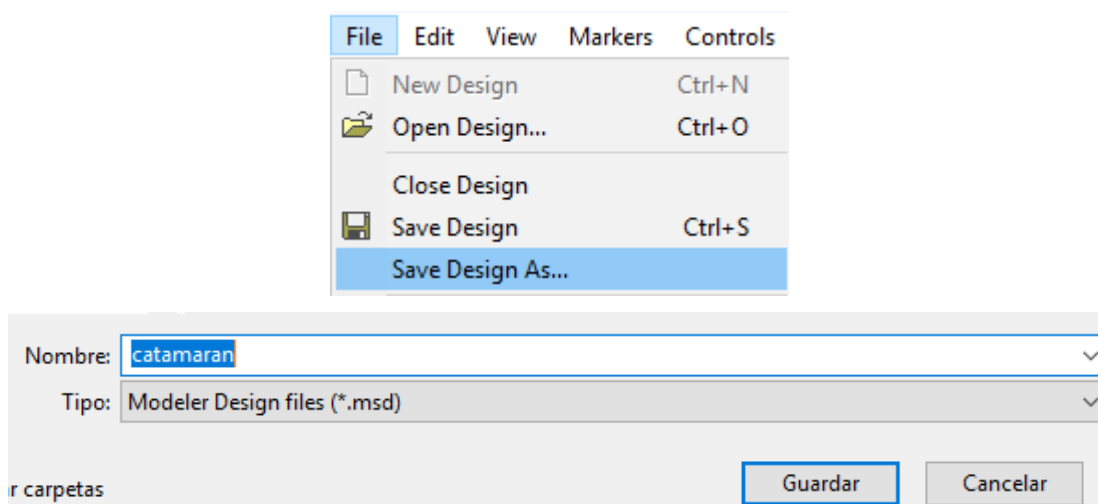 File Edit View Markers Controls
New Design Ctrl+N
Open Design... Ctrl+O
Close Design
Save Design Ctrl+S
Save Design As...
Nombre: catamaran
Tipo: Modeler Design files (*.msd)
r carpetas Guardar Cancelar